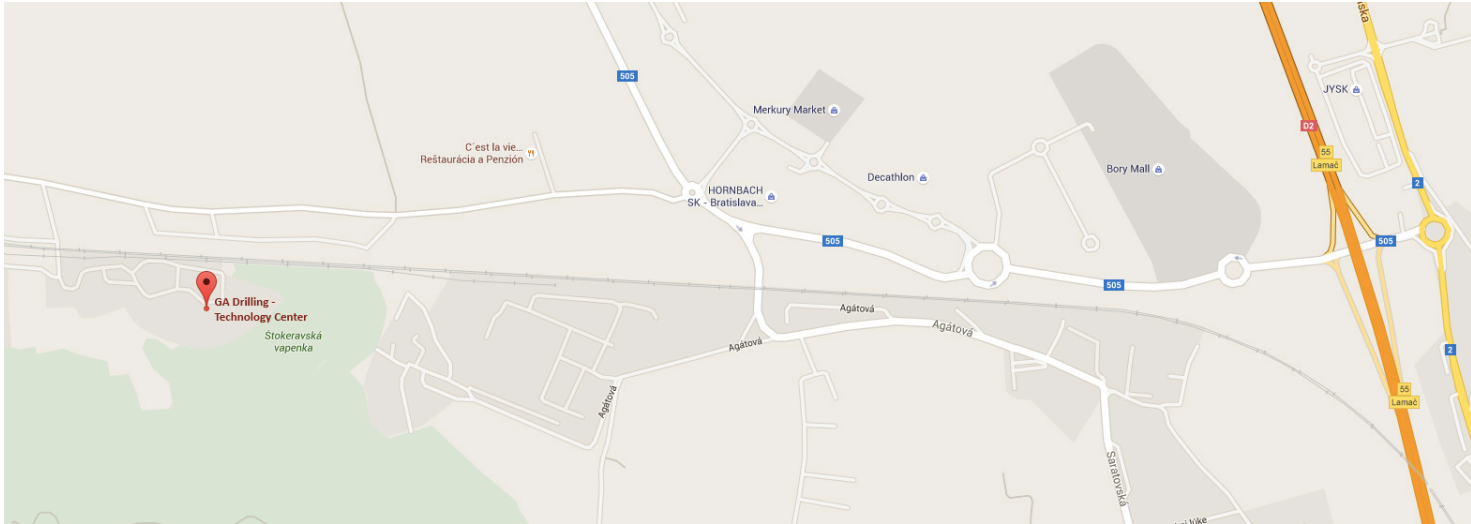 505
Merkury Market
C´est la vie...
Reštaurácia a Penzión
HORNBACH
SK - Bratislava...
Decathlon
Bory Mall
JYSK
D2
55
Lamač
2
505
505
505
GA Drilling -
Technology Center
Štokeravská
vapenka
Agátová
Agátová
Agátová
Agátová
2
55
Lamač
Saratovská